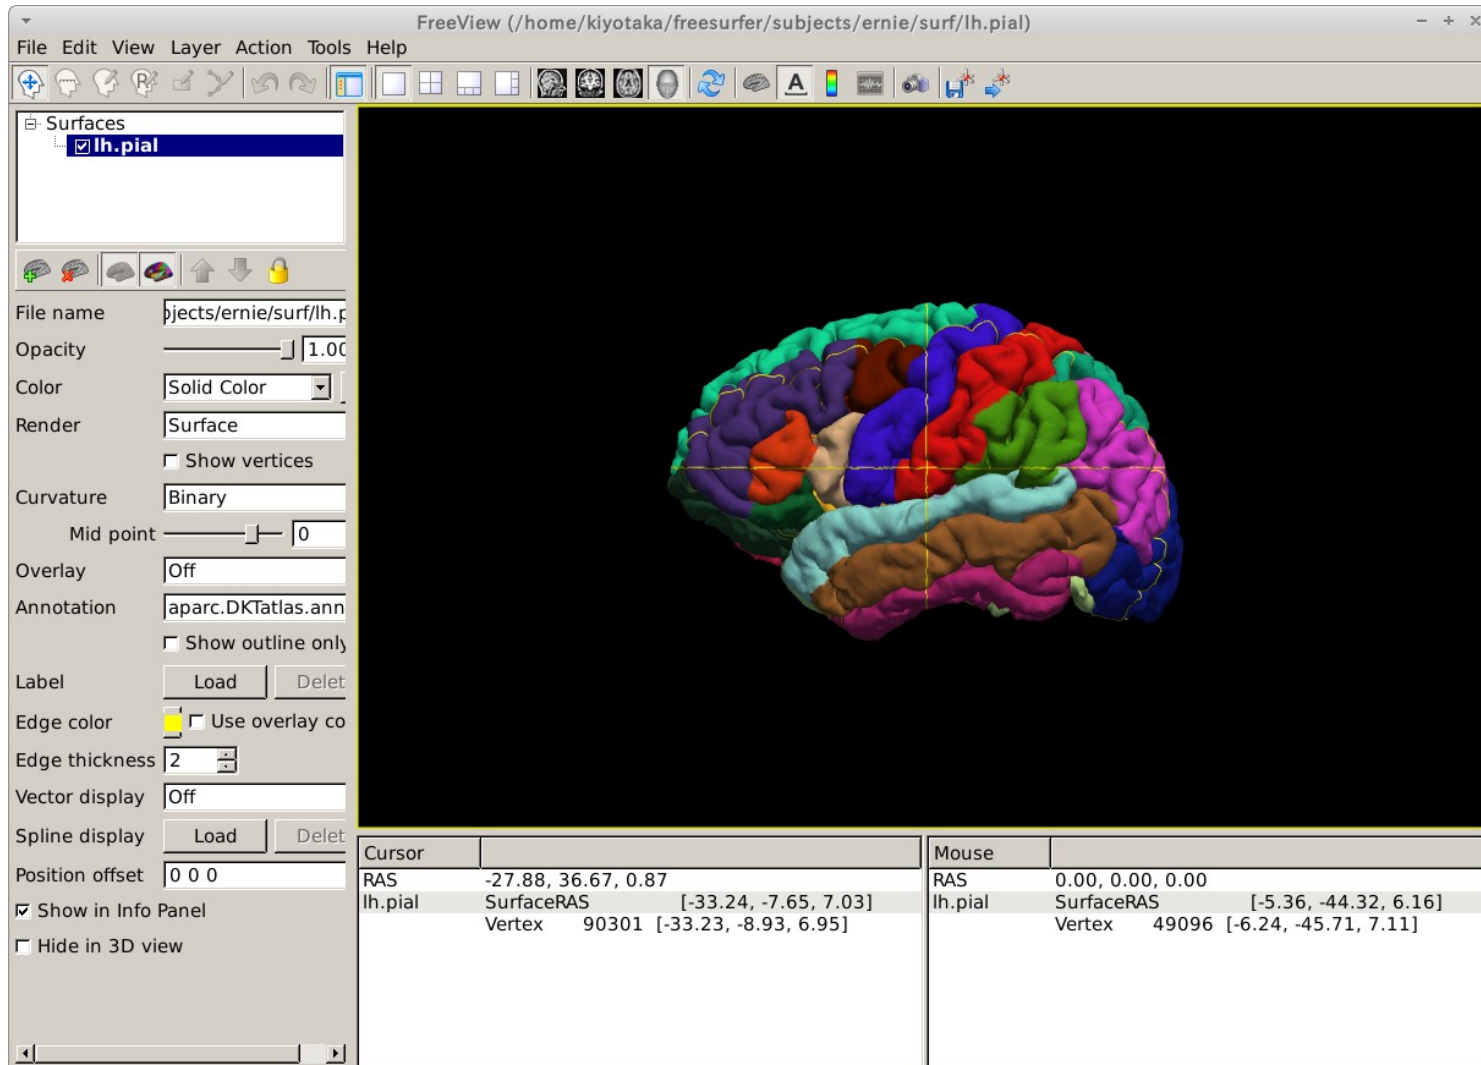 FreeView (/home/kiyotaka/freesurfer/subjects/ernie/surf/lh.pial)
File Edit View Layer Action Tools Help
R
A
Surfaces
lh.pial
File name
bjects/ernie/surf/lh.p
Opacity
1.00
Color
Solid Color
Render
Surface
Show vertices
Curvature
Binary
Mid point
0
Overlay
Off
Annotation
aparc.DKTatlas.ann
Show outline only
Label
Load
Delet
Edge color
Use overlay co
Edge thickness
2
Vector display
Off
Spline display
Load
Delet
Position offset
0 0 0
Show in Info Panel
Hide in 3D view
Cursor
RAS -27.88, 36.67, 0.87
lh.pial SurfaceRAS [-33.24, -7.65, 7.03]
Vertex 90301 [-33.23, -8.93, 6.95]
Mouse
RAS 0.00, 0.00, 0.00
lh.pial SurfaceRAS [-5.36, -44.32, 6.16]
Vertex 49096 [-6.24, -45.71, 7.11]